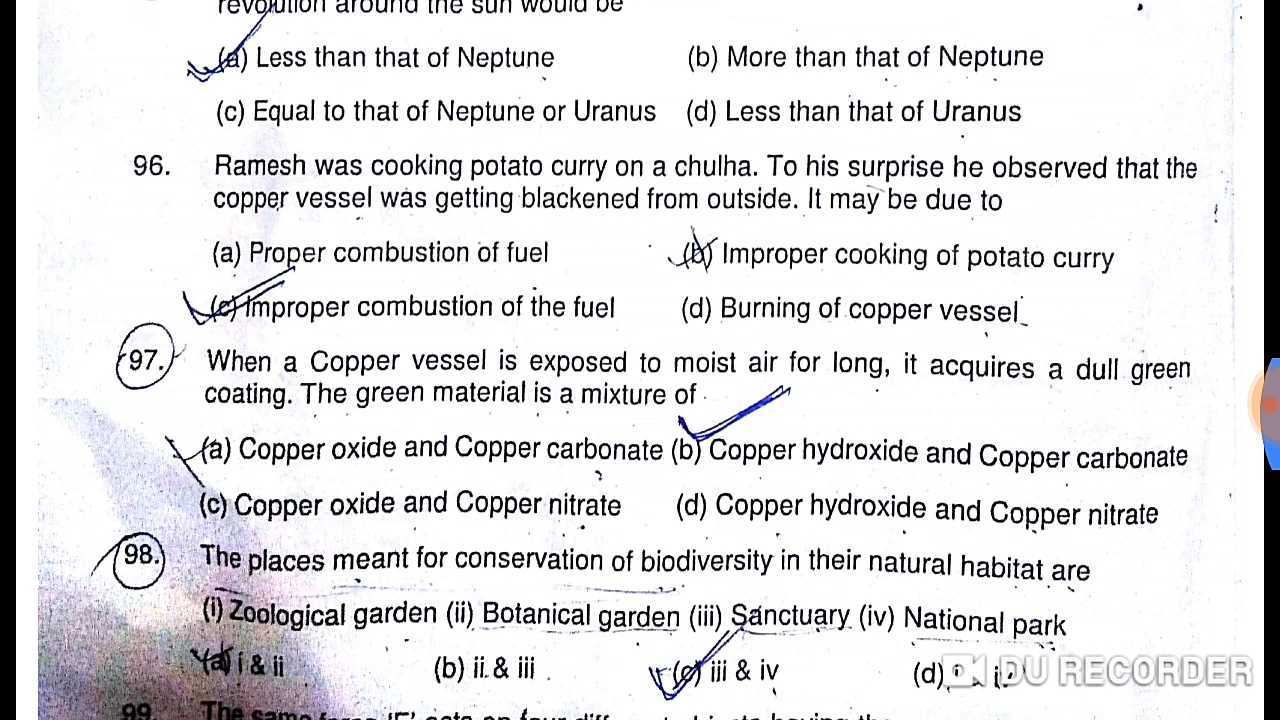 revolution around the sun would be
(a) Less than that of Neptune (b) More than that of Neptune
(c) Equal to that of Neptune or Uranus (d) Less than that of Uranus
96. Ramesh was cooking potato curry on a chulha. To his surprise he observed that the
copper vessel was getting blackened from outside. It may be due to
(a) Proper combustion of fuel (b) Improper cooking of potato curry
(c) Improper combustion of the fuel (d) Burning of copper vessel
97. When a Copper vessel is exposed to moist air for long, it acquires a dull green
coating. The green material is a mixture of
(a) Copper oxide and Copper carbonate (b) Copper hydroxide and Copper carbonate
(c) Copper oxide and Copper nitrate (d) Copper hydroxide and Copper nitrate
98. The places meant for conservation of biodiversity in their natural habitat are
(i) Zoological garden (ii) Botanical garden (iii) Sanctuary (iv) National park
(a) i & ii (b) ii & iii (c) iii & iv (d)
DU RECORDER
99 The same